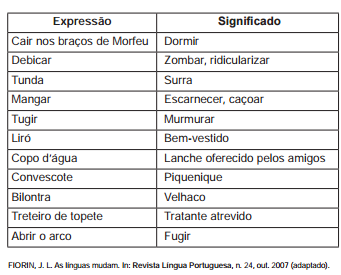 Expressão Significado
Cair nos braços de Morfeu Dormir
Debicar Zombar, ridicularizar
Tunda Surra
Mangar Escarnecer, caçoar
Tugir Murmurar
Liró Bem-vestido
Copo d'água Lanche oferecido pelos amigos
Convescote Piquenique
Bilontra Velhaco
Treteiro de topete Tratante atrevido
Abrir o arco Fugir
FIORIN, J. L. As línguas mudam. In: Revista Língua Portuguesa, n. 24, out. 2007 (adaptado).